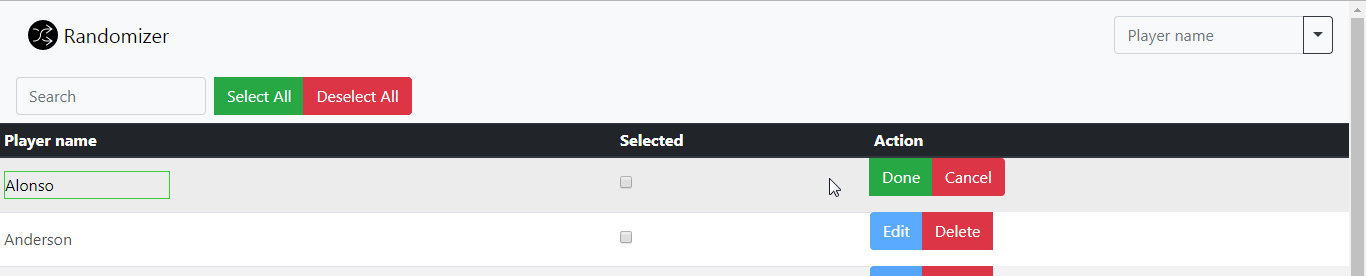 Randomizer
Player name
Search
Select All Deselect All
Player name Selected Action
Alonso Done Cancel
Anderson Edit Delete